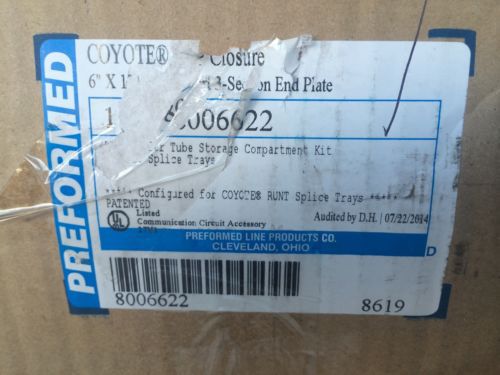 PREFORMED
COYOTE® Closure
6" X 3-Section End Plate
8006622
Tube Storage Compartment Kit
Splice Trays
Configured for COYOTE® RUNT Splice Trays
PATENTED
UL Listed
Communication Circuit Accessory
Audited by D.H. | 07/22/2014
PREFORMED LINE PRODUCTS CO.
CLEVELAND, OHIO
D
8006622
8619